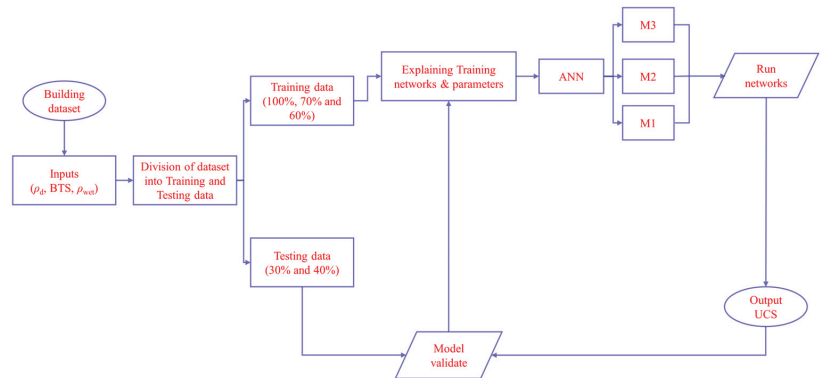 Building
dataset
Inputs
(ρd, BTS, ρwet)
Division of dataset
into Training and
Testing data
Training data
(100%, 70% and
60%)
Testing data
(30% and 40%)
Explaining Training
networks & parameters
ANN
M3
M2
M1
Run
networks
Output
UCS
Model
validate